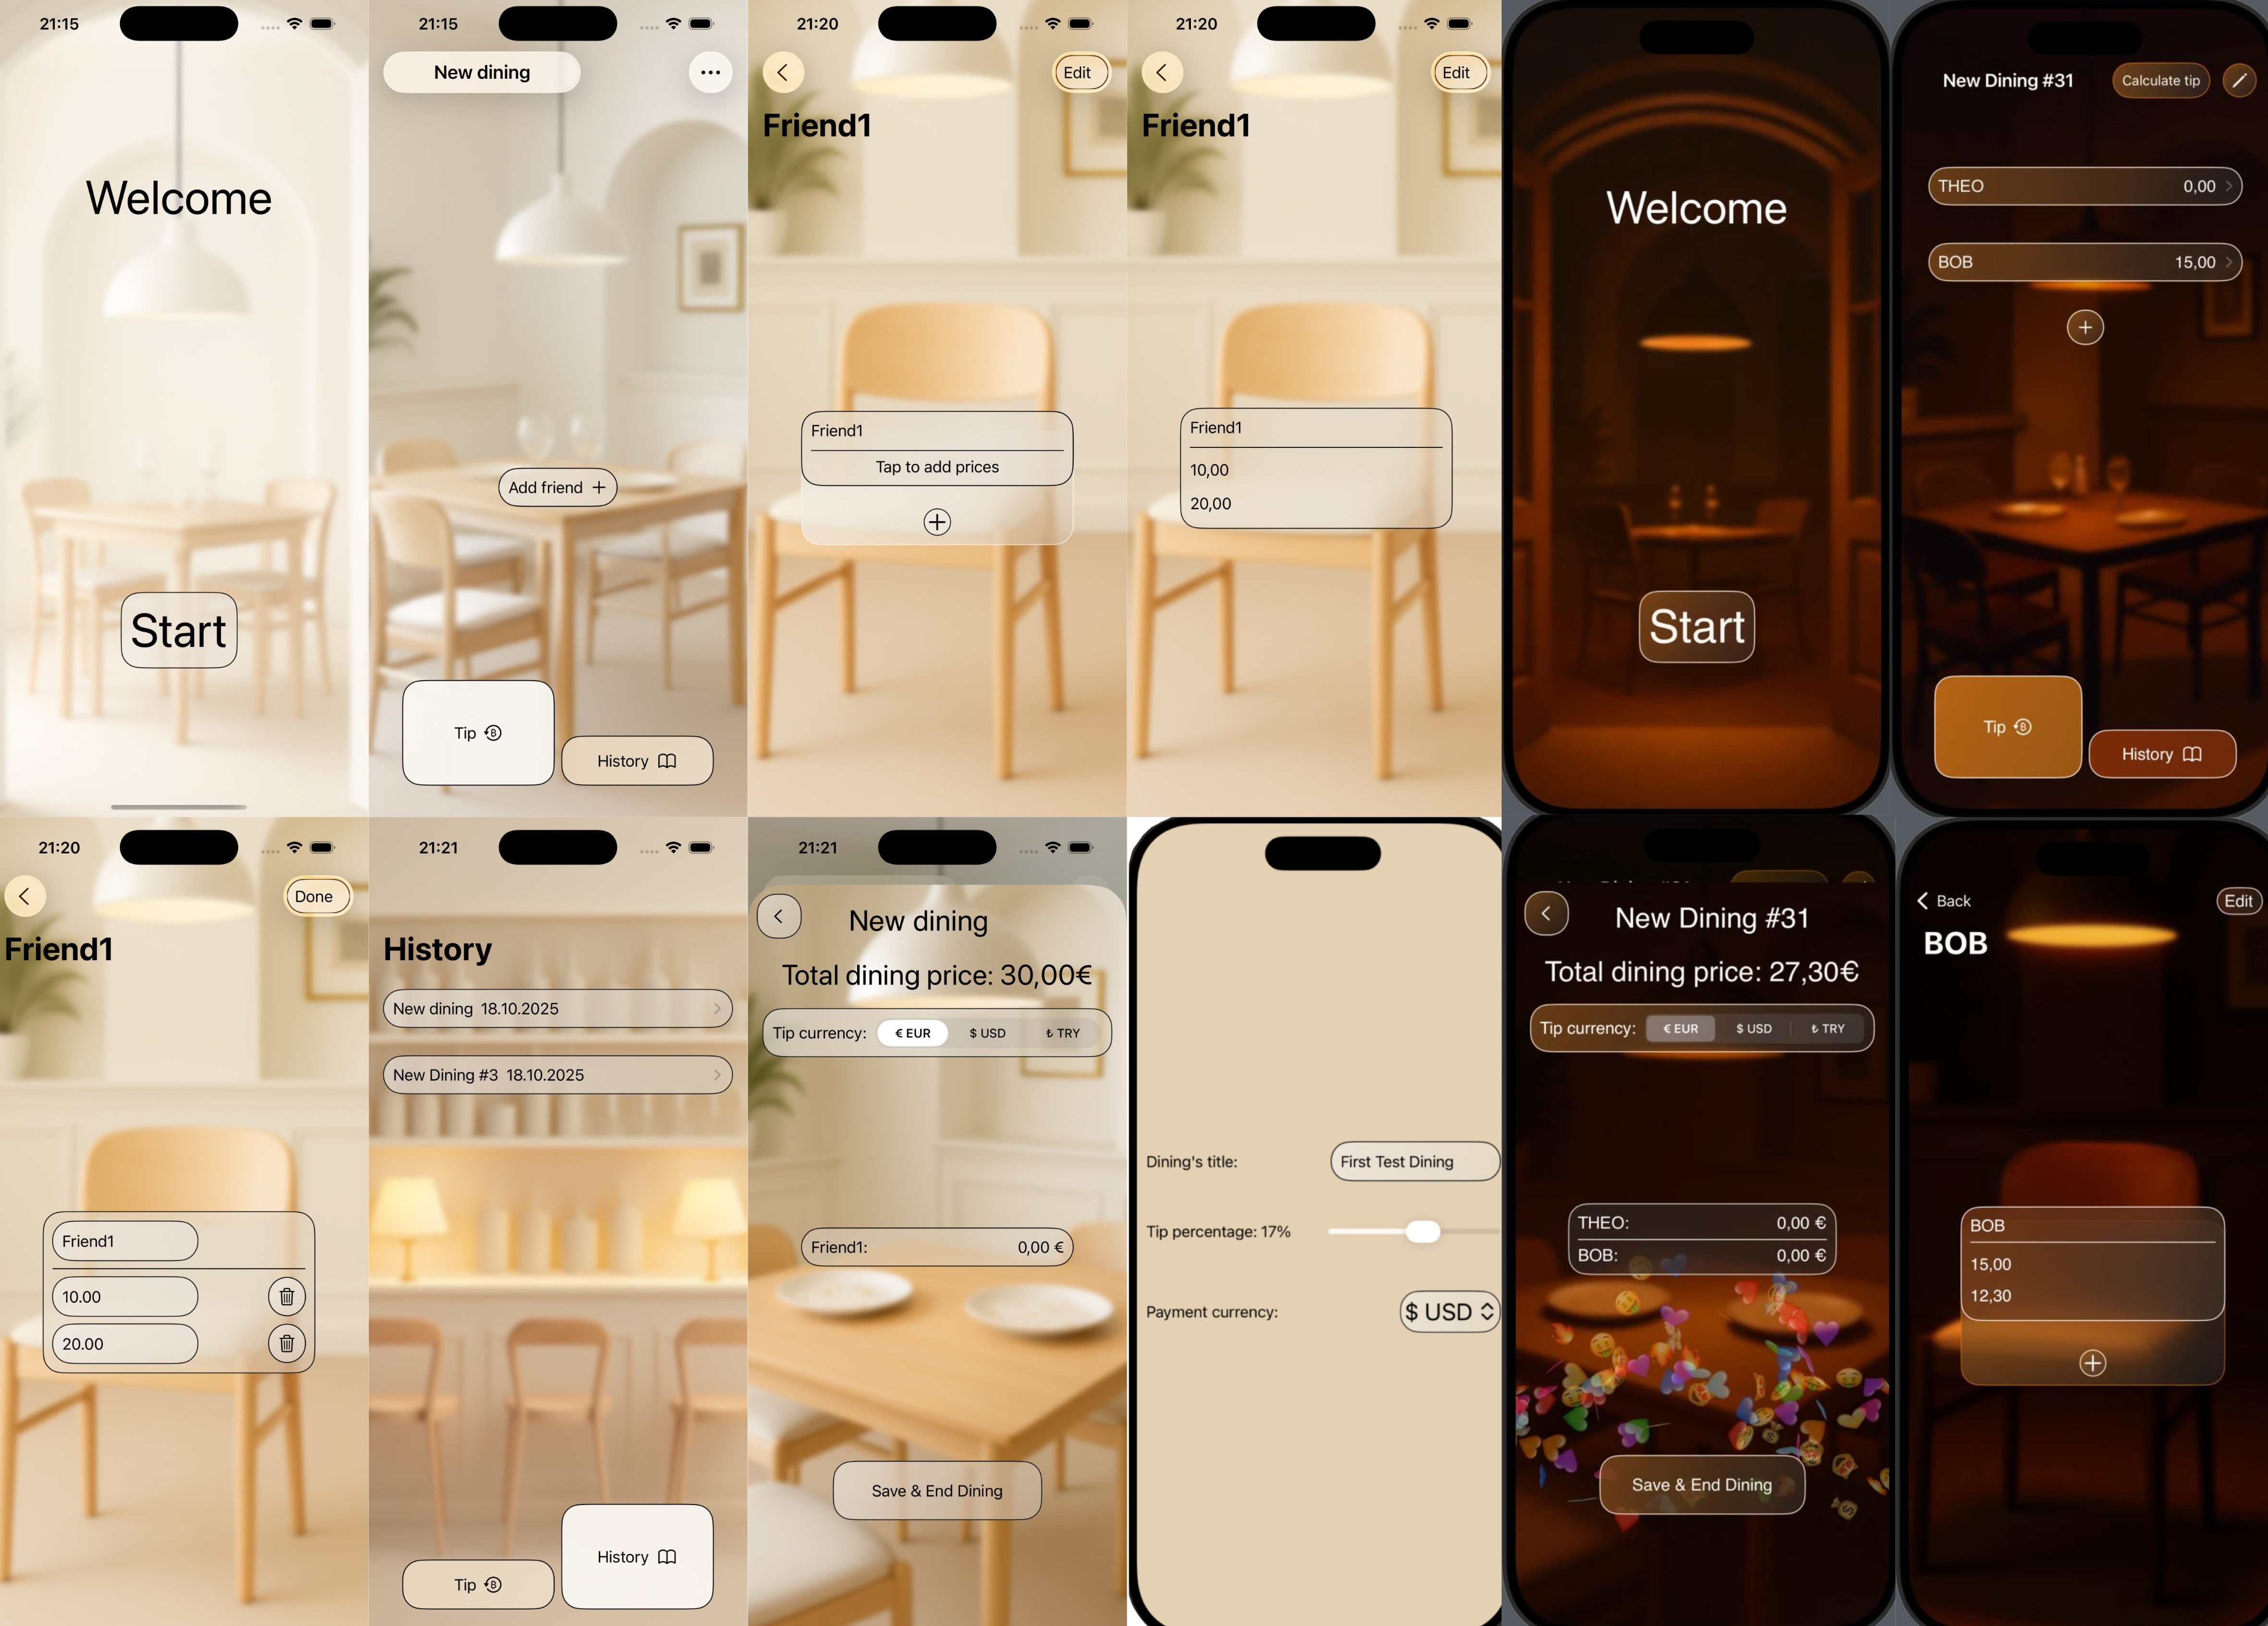 21:15
Welcome
Start
21:15
New dining
Add friend +
Tip
History
21:20
Edit
Friend1
Friend1
Tap to add prices
21:20
Edit
Friend1
Friend1
10,00
20,00
Welcome
Start
New Dining #31
Calculate tip
THEO 0,00
BOB 15,00
Tip
History
21:20
Done
Friend1
Friend1
10.00
20.00
21:21
History
New dining 18.10.2025
New Dining #3 18.10.2025
Tip
History
21:21
New dining
Total dining price: 30,00€
Tip currency: € EUR $ USD ₺ TRY
Friend1: 0,00 €
Save & End Dining
Dining's title: First Test Dining
Tip percentage: 17%
Payment currency: $ USD
New Dining #31
Total dining price: 27,30€
Tip currency: € EUR $ USD ₺ TRY
THEO: 0,00 €
BOB: 0,00 €
Save & End Dining
Back
Edit
BOB
BOB
15,00
12,30